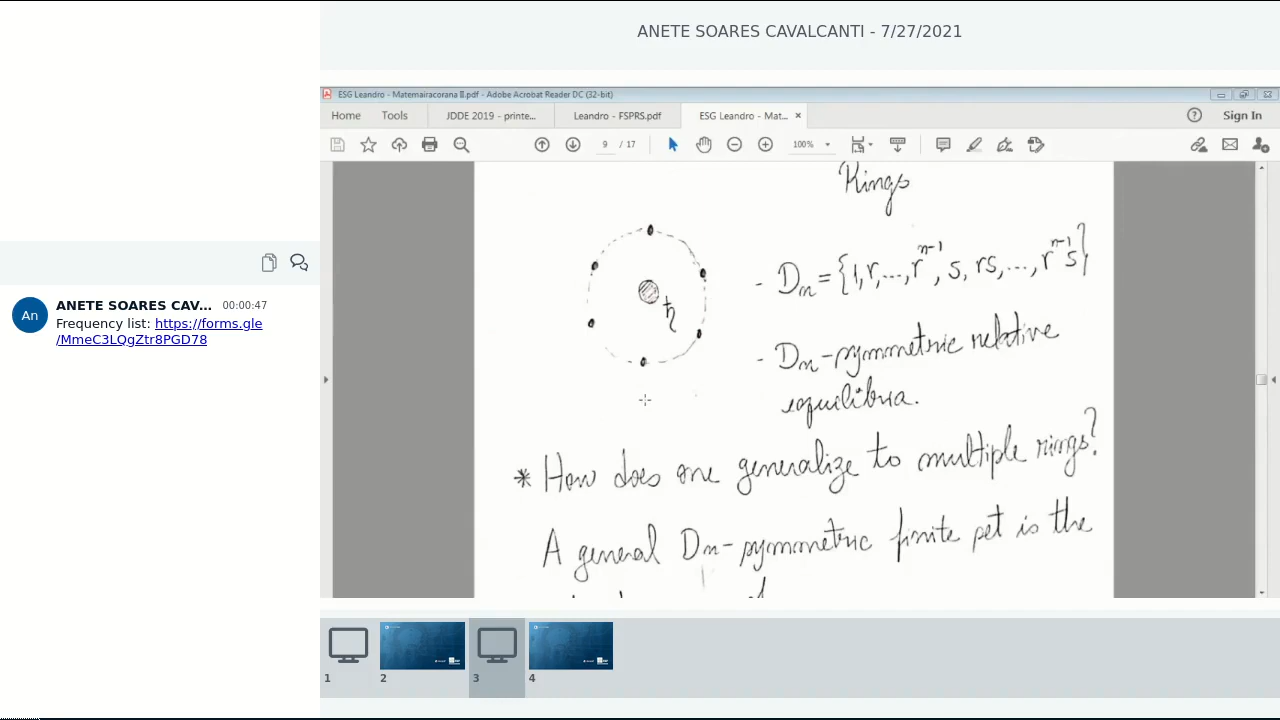 ANETE SOARES CAVALCANTI - 7/27/2021
An
ANETE SOARES CAV... 00:00:47
Frequency list: https://forms.gle
/MmeC3LQgZtr8PGD78
ESG Leandro - Matemairacorana II.pdf - Adobe Acrobat Reader DC (32-bit)
Home Tools JDDE 2019 - printe... Leandro - FSPRS.pdf ESG Leandro - Mat... × Sign In
9 / 17 100%
Rings
- Dn = {1, r, ..., r^{n-1}, s, rs, ..., r^{n-1}s}
♄
- Dn-symmetric relative
equilibria.
* How does one generalize to multiple rings?
A general Dn-symmetric finite set is the
1 2 3 4